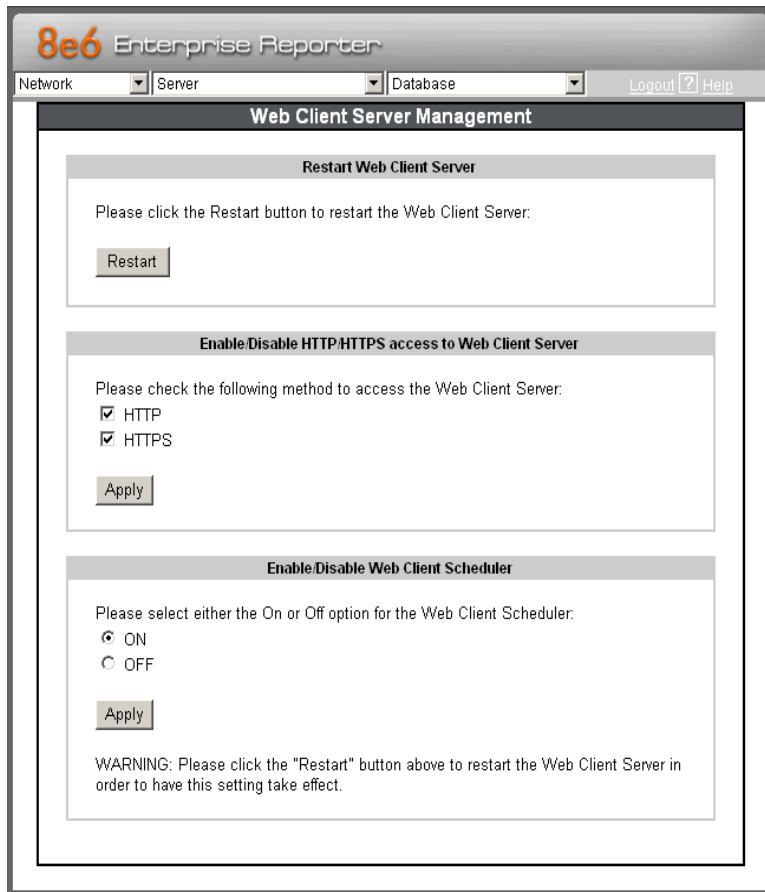 8e6 Enterprise Reporter
Network Server Database Logout ? Help
Web Client Server Management
Restart Web Client Server
Please click the Restart button to restart the Web Client Server:
Restart
Enable/Disable HTTP/HTTPS access to Web Client Server
Please check the following method to access the Web Client Server:
HTTP
HTTPS
Apply
Enable/Disable Web Client Scheduler
Please select either the On or Off option for the Web Client Scheduler:
ON
OFF
Apply
WARNING: Please click the "Restart" button above to restart the Web Client Server in
order to have this setting take effect.